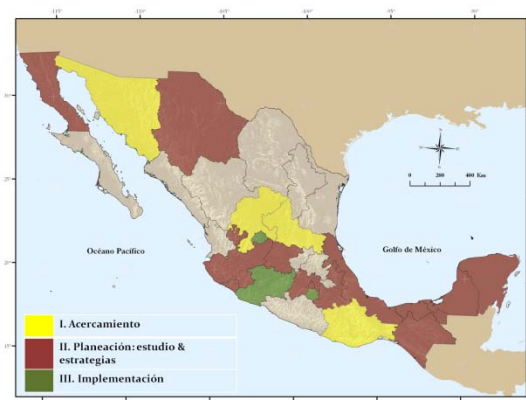 Océano Pacífico
Golfo de México
0 200 400 Km
I. Acercamiento
II. Planeación: estudio &
estrategias
III. Implementación